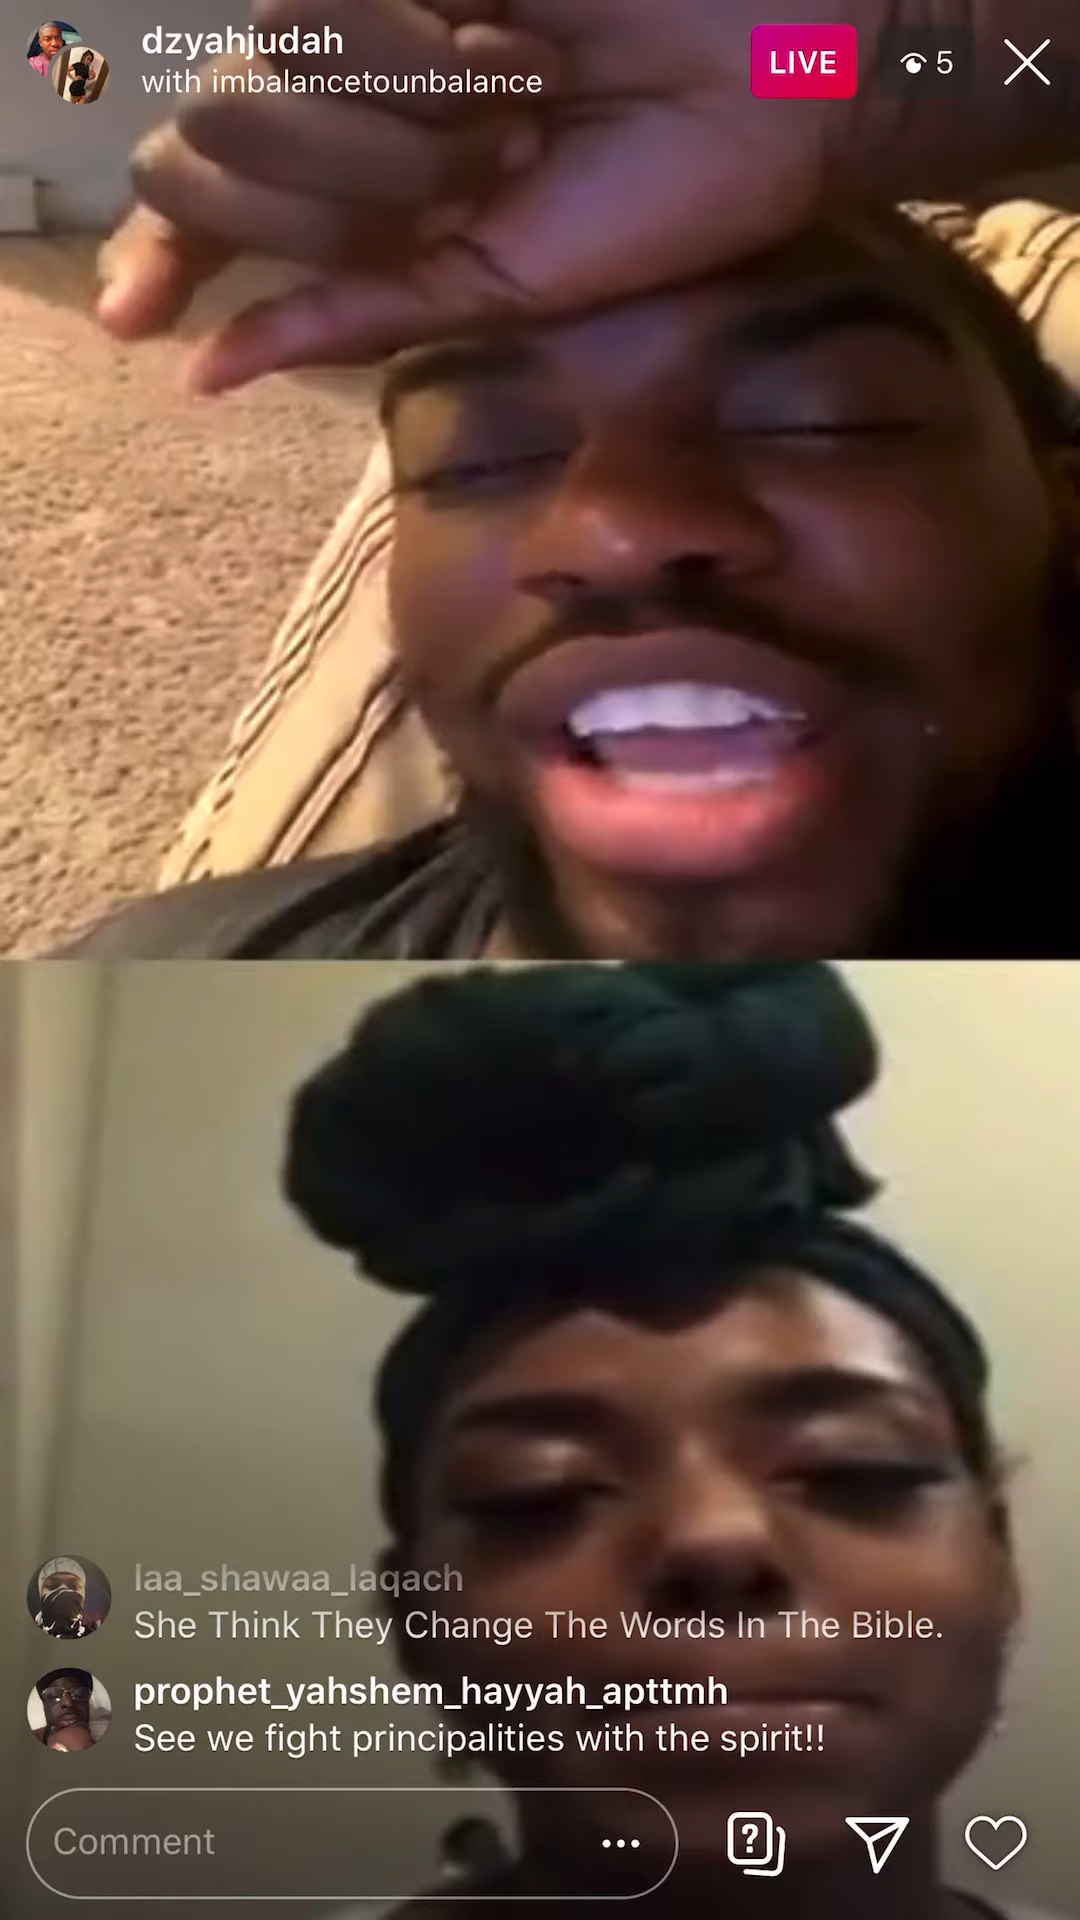 dzyahjudah
with imbalancetounbalance
LIVE
5
laa_shawaa_laqach
She Think They Change The Words In The Bible.
prophet_yahshem_hayyah_apttmh
See we fight principalities with the spirit!!
Comment